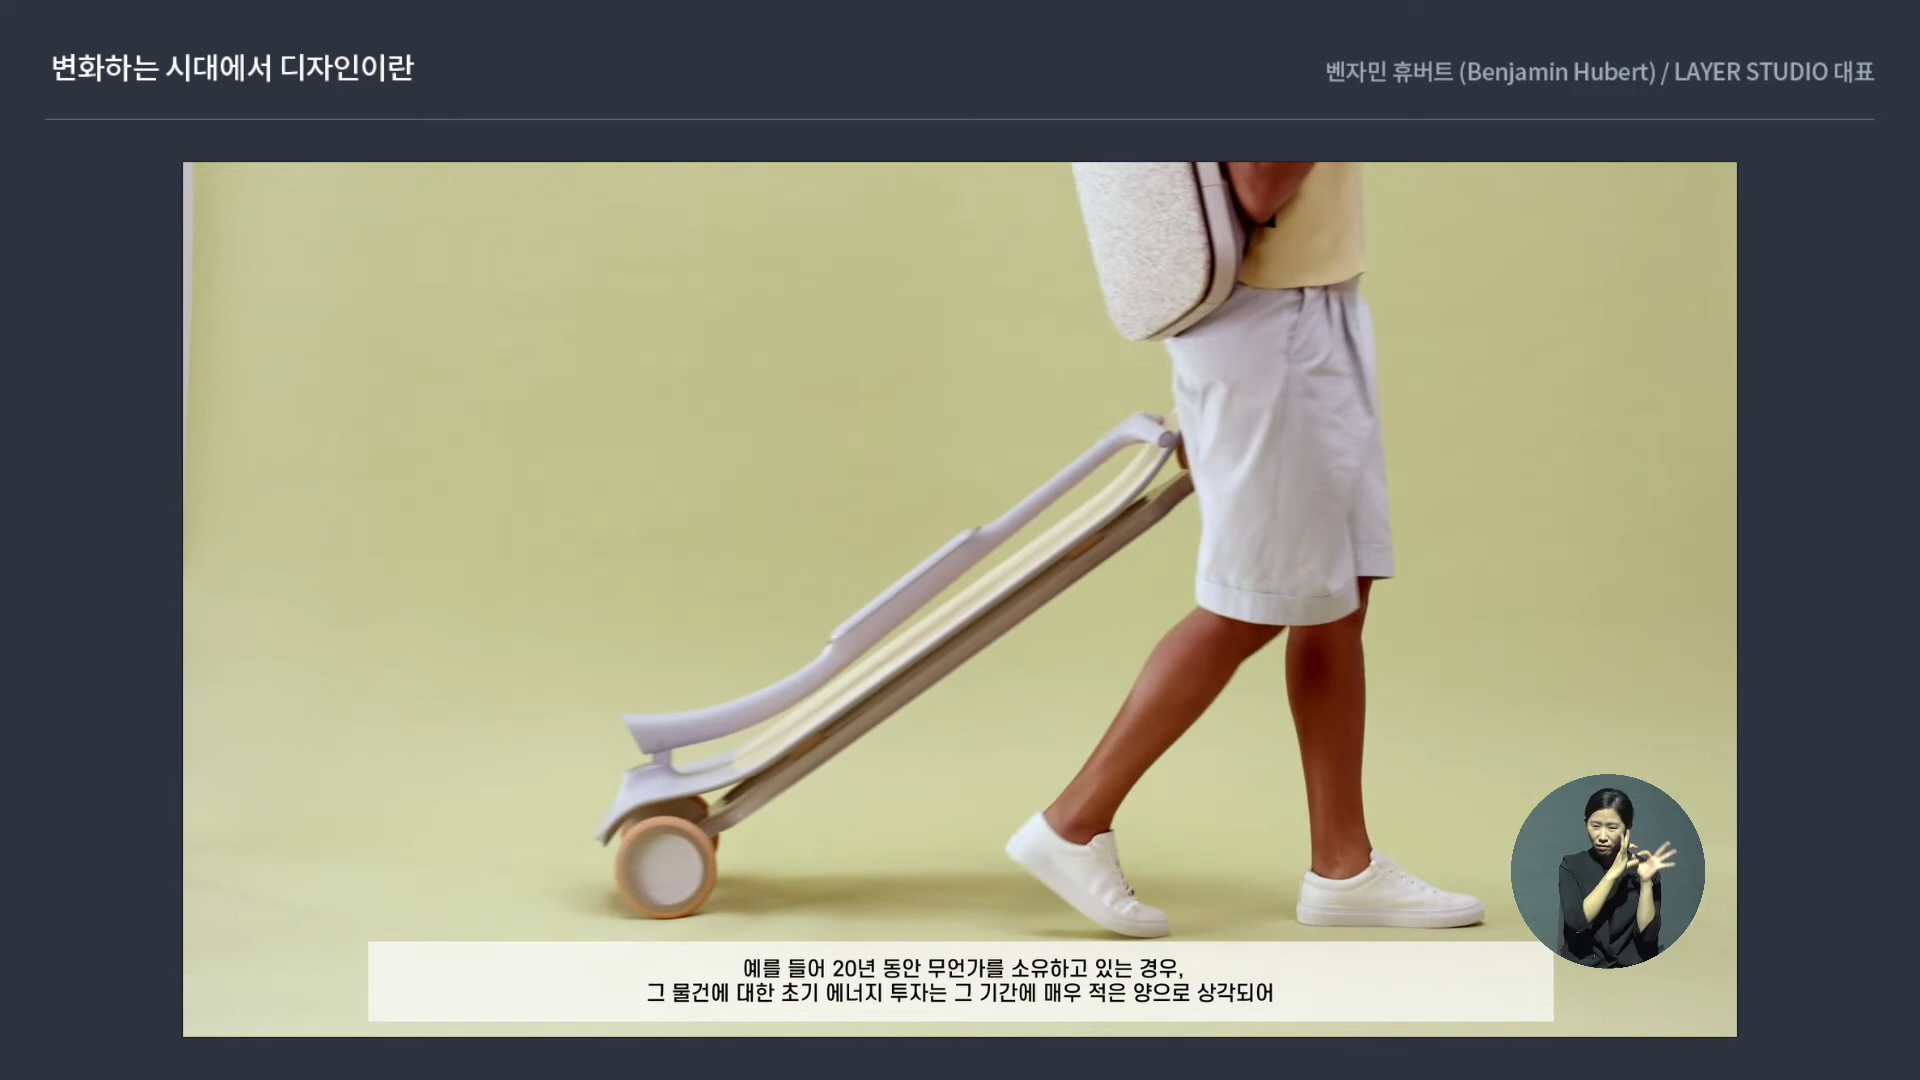 변화하는 시대에서 디자인이란
벤자민 휴버트 (Benjamin Hubert) / LAYER STUDIO 대표
예를 들어 20년 동안 무언가를 소유하고 있는 경우,
그 물건에 대한 초기 에너지 투자는 그 기간에 매우 적은 양으로 상각되어